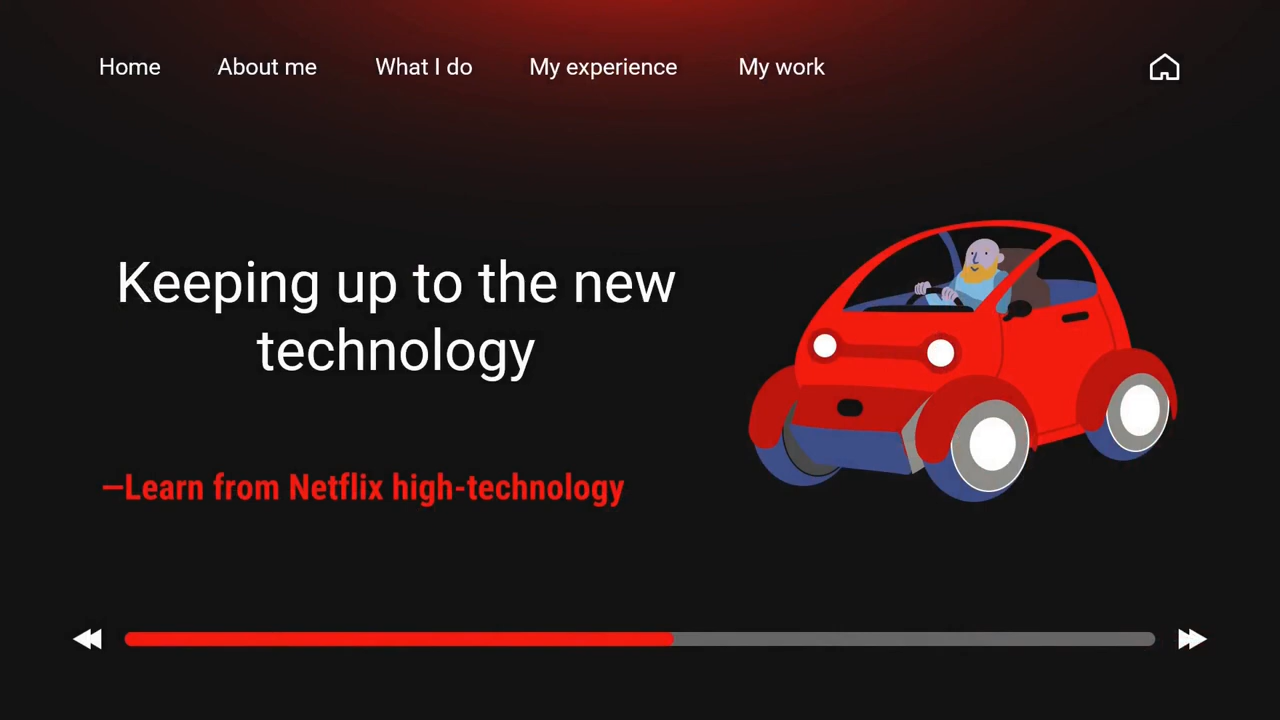 Home About me What I do My experience My work
Keeping up to the new
technology
—Learn from Netflix high-technology